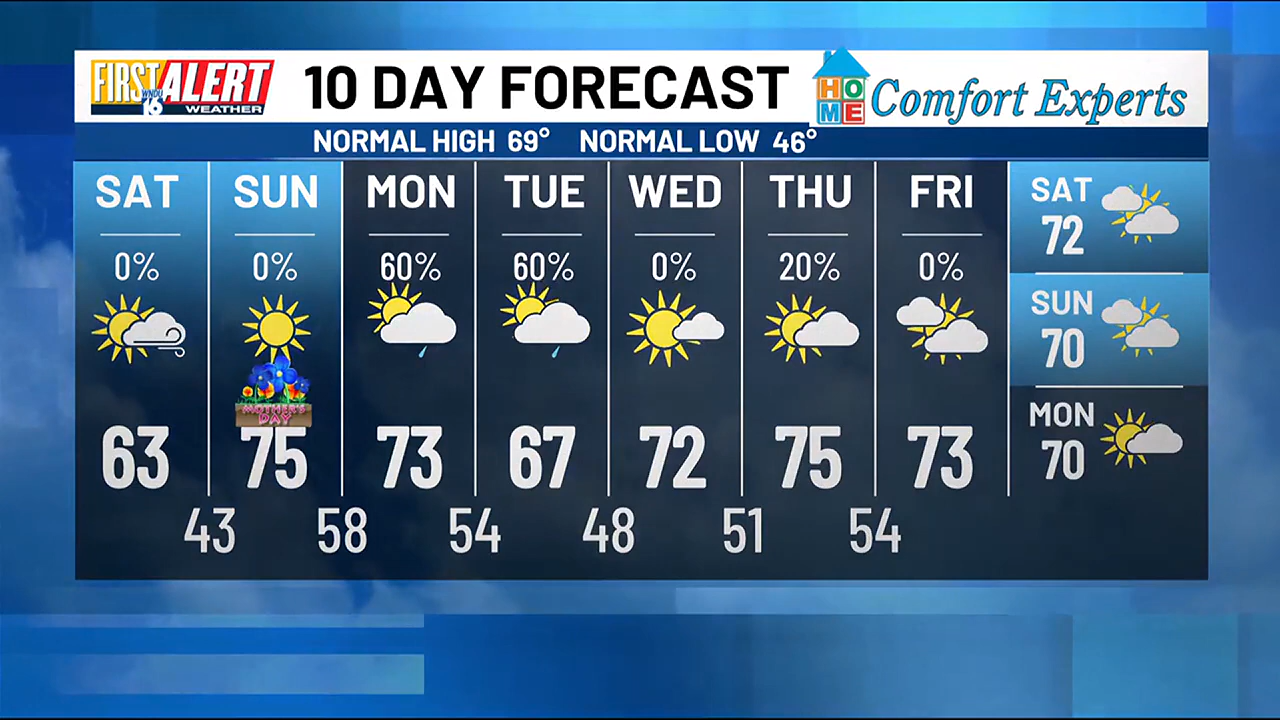 FIRST ALERT
WNDU
16
WEATHER
10 DAY FORECAST
HOME
Comfort Experts
NORMAL HIGH 69° NORMAL LOW 46°
SAT SUN MON TUE WED THU FRI
0% 0% 60% 60% 0% 20% 0%
MOTHER'S
DAY
63 75 73 67 72 75 73
43 58 54 48 51 54
SAT
72
SUN
70
MON
70